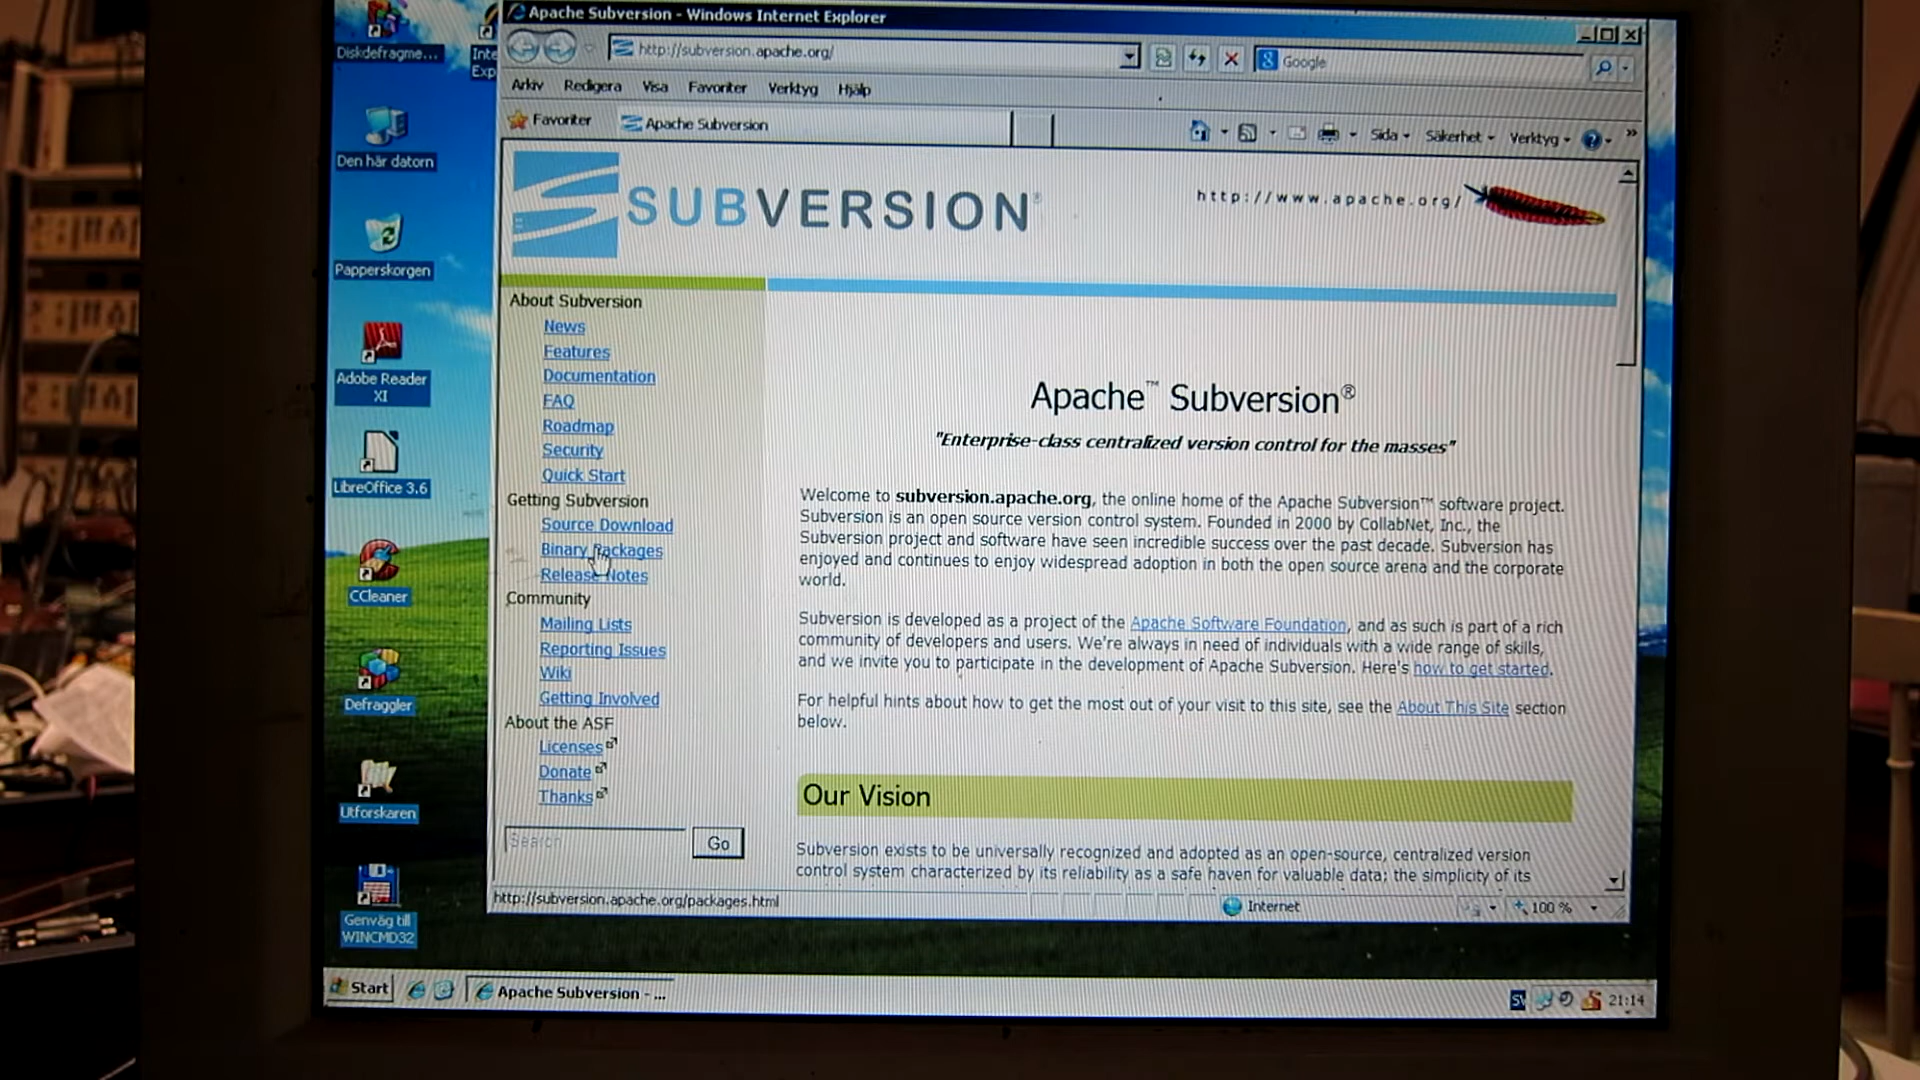 Diskdefragme...
Inte
Exp
Den här datorn
Papperskorgen
Adobe Reader
XI
LibreOffice 3.6
CCleaner
Defraggler
Utforskaren
Genväg till
WINCMD32
Apache Subversion - Windows Internet Explorer
http://subversion.apache.org/
Google
Arkiv Redigera Visa Favoriter Verktyg Hjälp
Favoriter Apache Subversion
Sida Säkerhet Verktyg
SUBVERSION®
http://www.apache.org/
About Subversion
News
Features
Documentation
FAQ
Roadmap
Security
Quick Start
Getting Subversion
Source Download
Binary Packages
Release Notes
Community
Mailing Lists
Reporting Issues
Wiki
Getting Involved
About the ASF
Licenses
Donate
Thanks
Search...
Go
Apache™ Subversion®
"Enterprise-class centralized version control for the masses"
Welcome to subversion.apache.org, the online home of the Apache Subversion™ software project.
Subversion is an open source version control system. Founded in 2000 by CollabNet, Inc., the
Subversion project and software have seen incredible success over the past decade. Subversion has
enjoyed and continues to enjoy widespread adoption in both the open source arena and the corporate
world.
Subversion is developed as a project of the Apache Software Foundation, and as such is part of a rich
community of developers and users. We're always in need of individuals with a wide range of skills,
and we invite you to participate in the development of Apache Subversion. Here's how to get started.
For helpful hints about how to get the most out of your visit to this site, see the About This Site section
below.
Our Vision
Subversion exists to be universally recognized and adopted as an open-source, centralized version
control system characterized by its reliability as a safe haven for valuable data; the simplicity of its
http://subversion.apache.org/packages.html
Internet
100 %
Start
Apache Subversion - ...
SV
21:14